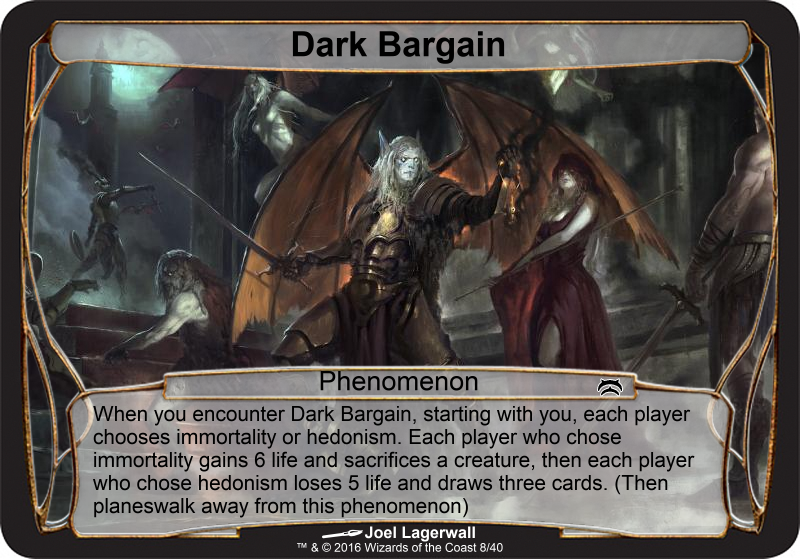 Dark Bargain
Phenomenon
When you encounter Dark Bargain, starting with you, each player
chooses immortality or hedonism. Each player who chose
immortality gains 6 life and sacrifices a creature, then each player
who chose hedonism loses 5 life and draws three cards. (Then
planeswalk away from this phenomenon)
Joel Lagerwall
™ & © 2016 Wizards of the Coast 8/40